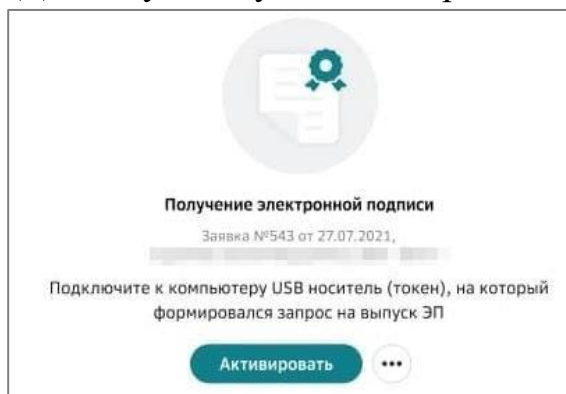 Получение электронной подписи
Заявка №543 от 27.07.2021,
Подключите к компьютеру USB носитель (токен), на который
формировался запрос на выпуск ЭП
Активировать